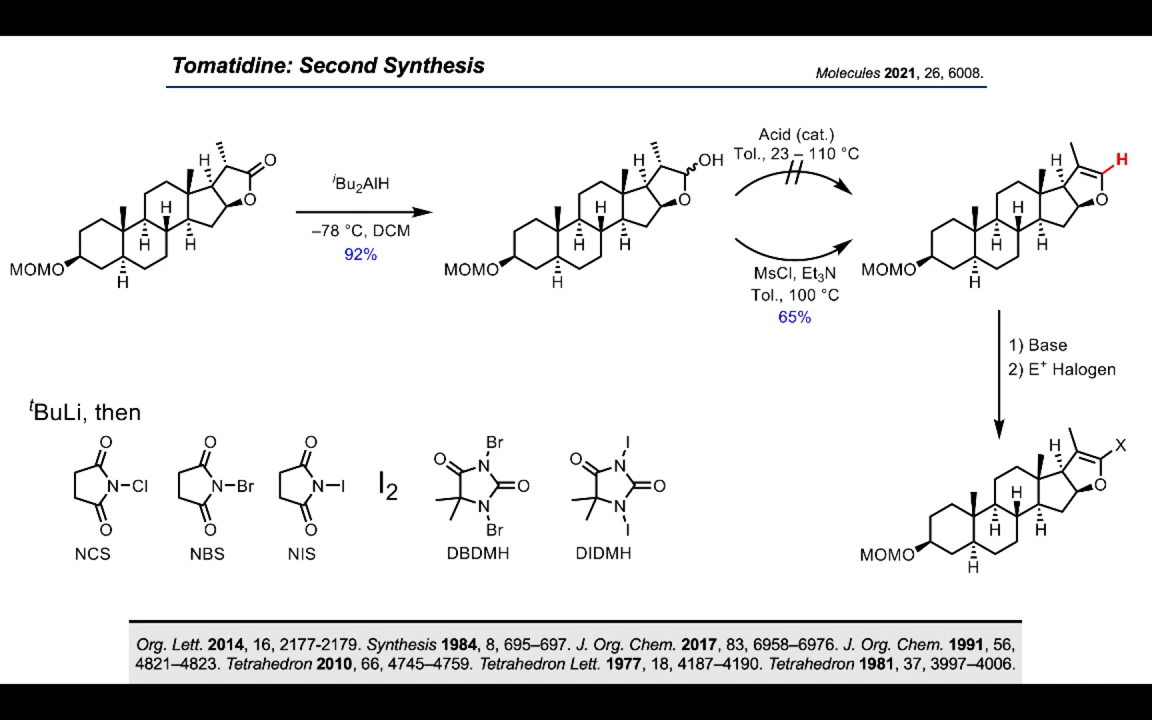 Tomatidine: Second Synthesis
Molecules 2021, 26, 6008.
H
O
O
H
H
H
H
MOMO
ⁱBu₂AlH
–78 °C, DCM
92%
H
OH
O
H
H
H
H
MOMO
Acid (cat.)
Tol., 23 – 110 °C
MsCl, Et₃N
Tol., 100 °C
65%
H
H
O
H
H
H
H
MOMO
1) Base
2) E⁺ Halogen
ᵗBuLi, then
O
N
Cl
O
NCS
O
N
Br
O
NBS
O
N
I
O
NIS
I₂
Br
O
N
O
N
Br
DBDMH
I
O
N
O
N
I
DIDMH
H
X
O
H
H
H
H
MOMO
Org. Lett. 2014, 16, 2177-2179. Synthesis 1984, 8, 695–697. J. Org. Chem. 2017, 83, 6958–6976. J. Org. Chem. 1991, 56,
4821–4823. Tetrahedron 2010, 66, 4745–4759. Tetrahedron Lett. 1977, 18, 4187–4190. Tetrahedron 1981, 37, 3997–4006.